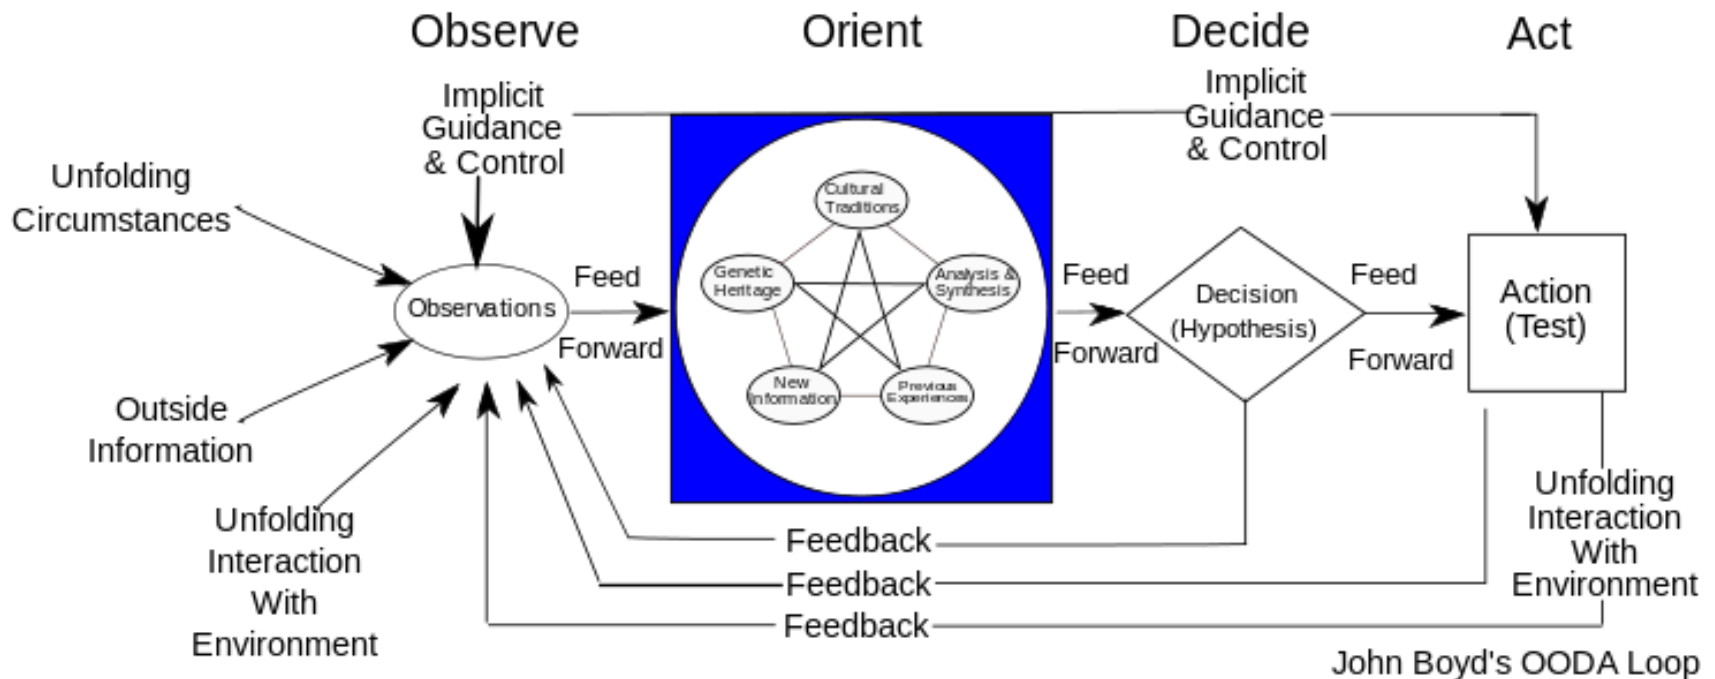 Observe
Orient
Decide
Act
Implicit
Guidance
& Control
Implicit
Guidance
& Control
Unfolding
Circumstances
Observations
Feed
Forward
Cultural
Traditions
Genetic
Heritage
Analysis &
Synthesis
New
Information
Previous
Experiences
Feed
Forward
Decision
(Hypothesis)
Feed
Forward
Action
(Test)
Outside
Information
Unfolding
Interaction
With
Environment
Feedback
Feedback
Feedback
Unfolding
Interaction
With
Environment
John Boyd's OODA Loop